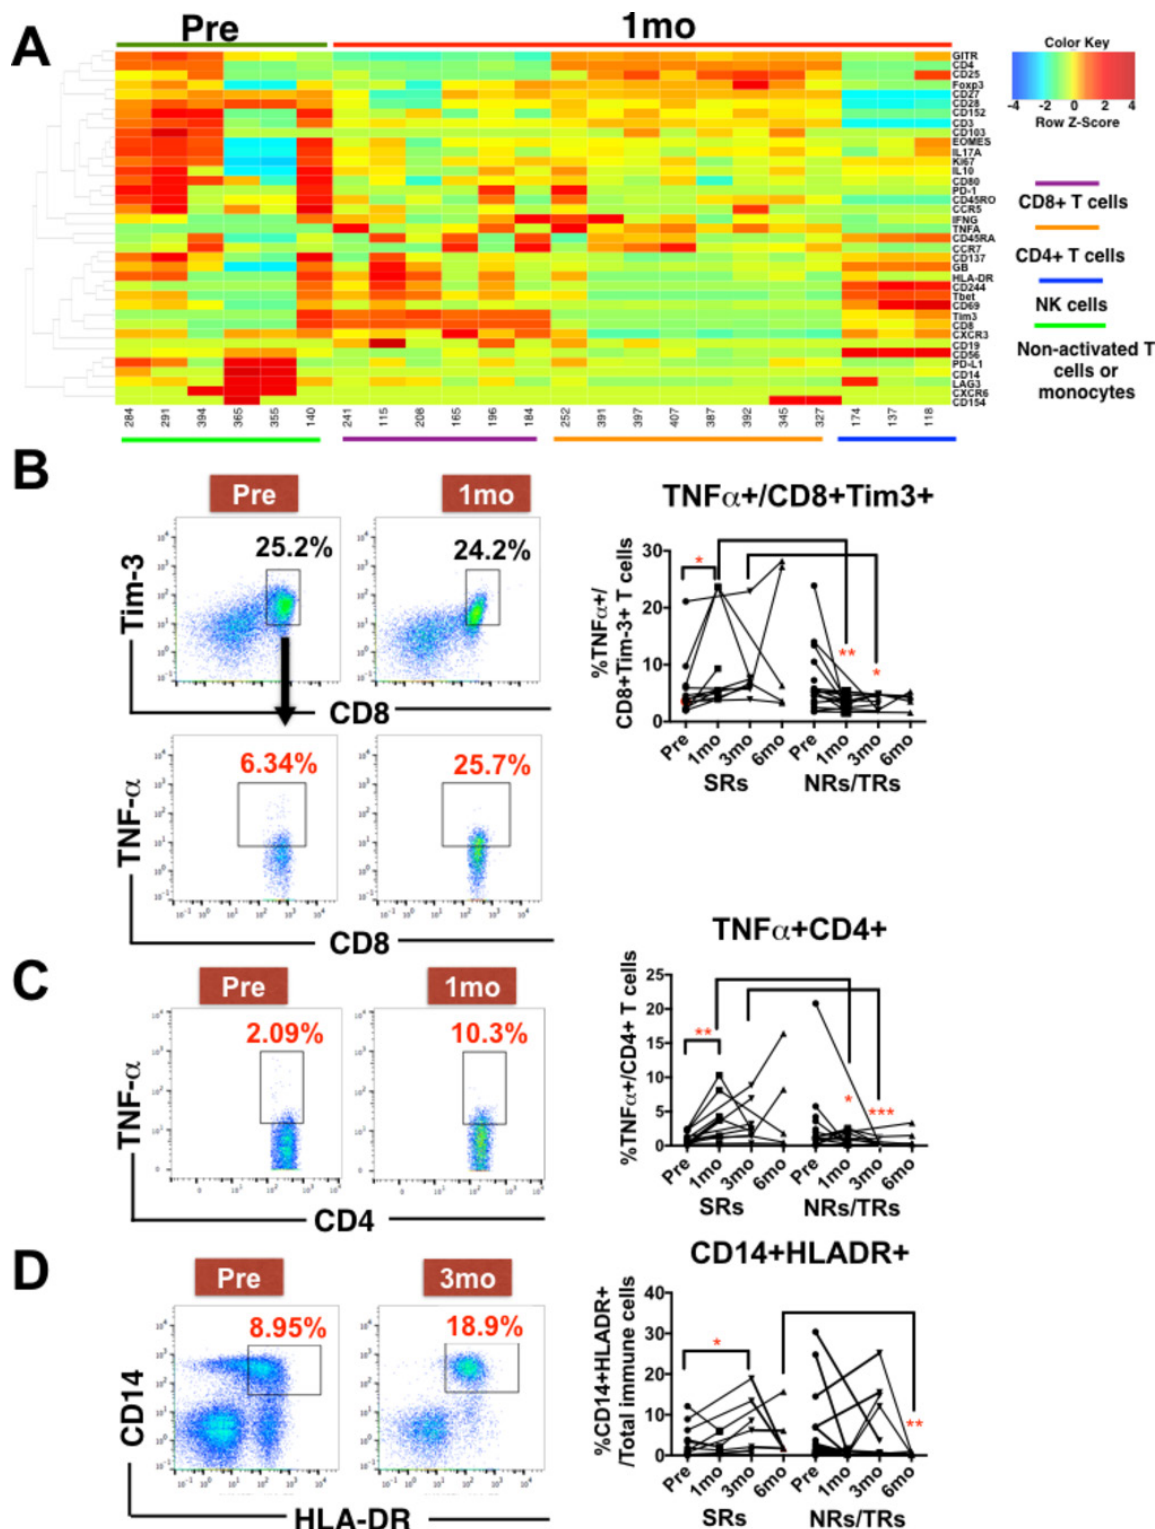 A
Pre
1mo
GITR
CD4
CD25
Foxp3
CD27
CD28
CD152
CD3
CD103
EOMES
IL17A
Ki67
IL10
CD80
PD-1
CD45RO
CCR5
IFNG
TNFA
CD45RA
CCR7
CD137
GB
HLA-DR
CD244
Tbet
CD69
Tim3
CD8
CXCR3
CD19
CD56
PD-L1
CD14
LAG3
CXCR6
CD154
284 291 394 365 355 140 241 115 208 165 196 184 252 391 397 407 387 392 345 327 174 137 118
Color Key
-4 -2 0 2 4
Row Z-Score
CD8+ T cells
CD4+ T cells
NK cells
Non-activated T
cells or
monocytes
B
Pre
1mo
25.2%
24.2%
Tim-3
CD8
6.34%
25.7%
TNF-α
CD8
TNFα+/CD8+Tim3+
%TNFα+/
CD8+Tim-3+ T cells
30
20
10
0
*
**
*
Pre 1mo 3mo 6mo Pre 1mo 3mo 6mo
SRs NRs/TRs
C
Pre
1mo
2.09%
10.3%
TNF-α
CD4
TNFα+CD4+
%TNFα+/CD4+ T cells
25
20
15
10
5
0
**
*
***
Pre 1mo 3mo 6mo Pre 1mo 3mo 6mo
SRs NRs/TRs
D
Pre
3mo
8.95%
18.9%
CD14
HLA-DR
CD14+HLADR+
%CD14+HLADR+
/Total immune cells
40
30
20
10
0
*
**
Pre 1mo 3mo 6mo Pre 1mo 3mo 6mo
SRs NRs/TRs